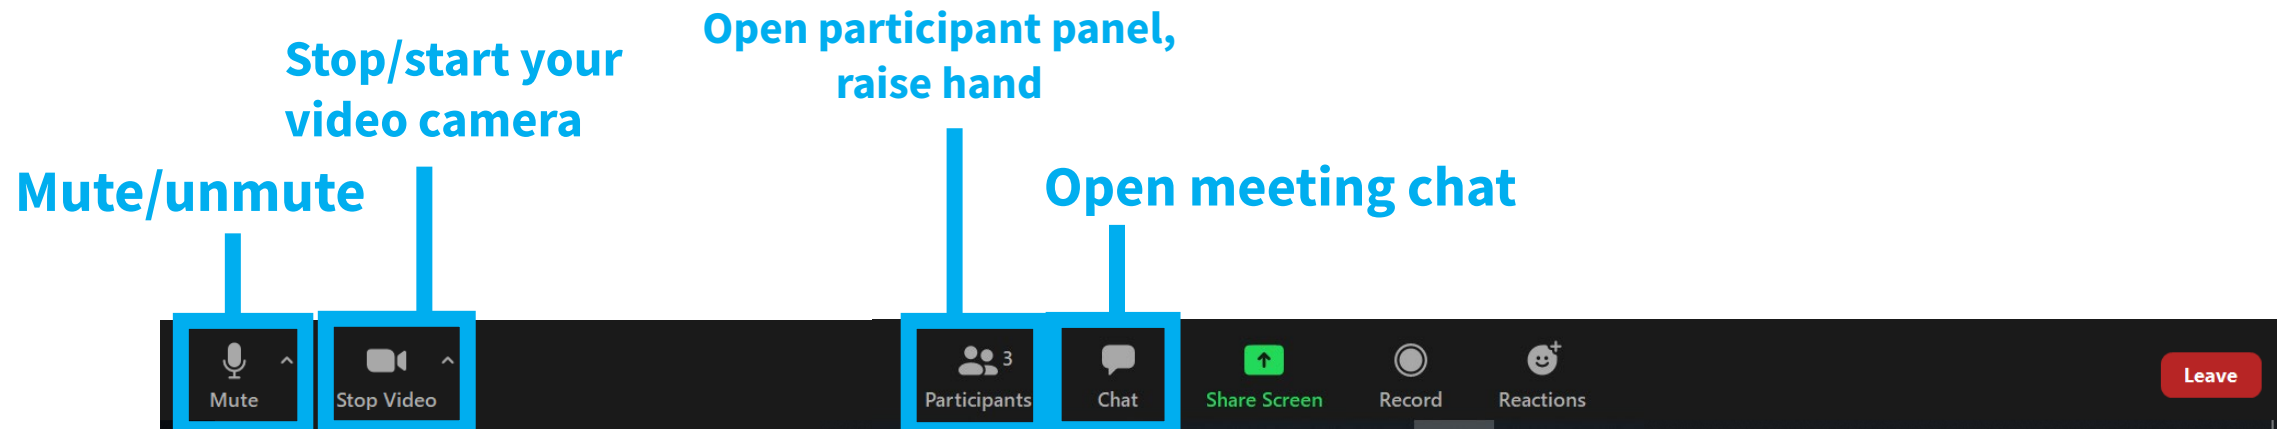 Open participant panel,
raise hand
Stop/start your
video camera
Mute/unmute
Open meeting chat
3
Mute
Stop Video
Participants
Chat
Share Screen
Record
Reactions
Leave